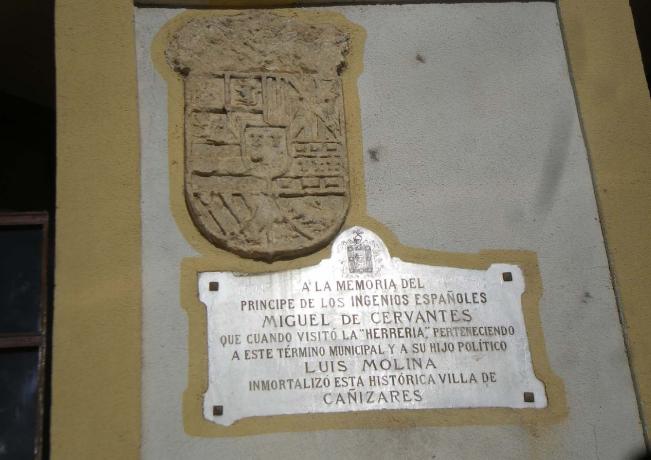 A LA MEMORIA DEL
PRINCIPE DE LOS INGENIOS ESPAÑOLES
MIGUEL DE CERVANTES
QUE CUANDO VISITÓ LA "HERRERIA," PERTENECIENDO
A ESTE TÉRMINO MUNICIPAL Y A SU HIJO POLÍTICO
LUIS MOLINA
INMORTALIZÓ ESTA HISTÓRICA VILLA DE
CAÑIZARES